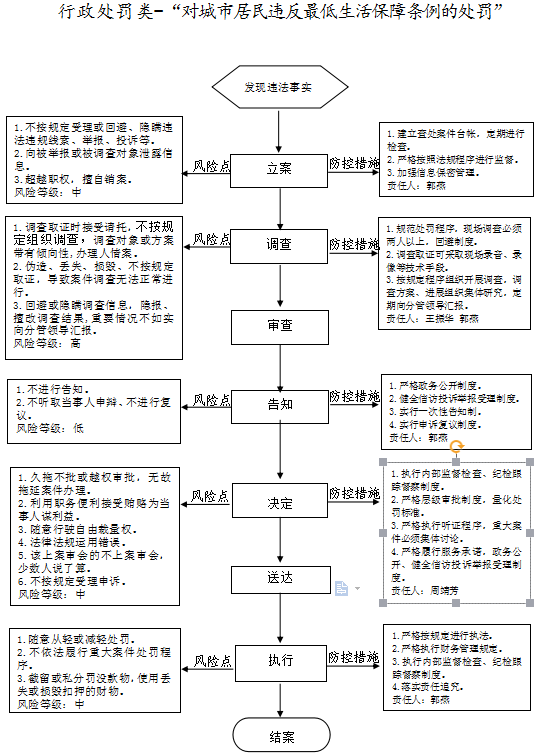 行政处罚类-“对城市居民违反最低生活保障条例的处罚”
发现违法事实
1.不按规定受理或回避、隐瞒违
法违规线索、举报、投诉等。
2.向被举报或被调查对象泄露信
息。
3.超越职权，擅自销案。
风险等级：中
风险点
立案
防控措施
1.建立查处案件台帐，定期进行
检查。
2.严格按照法规程序进行监督。
3.加强信息保密管理。
责任人：郭燕
1.调查取证时接受请托，不按规
定组织调查，调查对象或方案
带有倾向性，办理人情案。
2.伪造、丢失、损毁、不按规定
取证，导致案件调查无法正常进
行。
3.回避或隐瞒调查信息，隐报、
擅改调查结果，重要情况不如实
向分管领导汇报。
风险等级：高
风险点
调查
防控措施
1.规范处罚程序，现场调查必须
两人以上，回避制度。
2.调查取证可采取现场录音、录
像等技术手段。
3.按规定程序组织开展调查，调
查方案、进展组织集体研究，定
期向分管领导汇报。
责任人：王振华 郭燕
审查
1.不进行告知。
2.不听取当事人申辩、不进行复
议。
风险等级：低
风险点
告知
防控措施
1.严格政务公开制度。
2.健全信访投诉举报受理制度。
3.实行一次性告知制。
4.实行申诉复议制度。
责任人：郭燕
1.久拖不批或越权审批，无故
拖延案件办理。
2.利用职务便利接受贿赂为当
事人谋利益。
3.随意行驶自由裁量权。
4.法律法规运用错误。
5.该上案审会的不上案审会，
少数人说了算。
6.不按规定受理申诉。
风险等级：中
风险点
决定
防控措施
1.执行内部监督检查、纪检跟
踪督察制度。
2.严格层级审批制度，量化处
罚标准。
3.严格执行听证程序，重大案
件必须集体讨论。
4.严格履行服务承诺、政务公
开、健全信访投诉举报受理制
度。
责任人：周靖芳
送达
1.随意从轻或减轻处罚。
2.不依法履行重大案件处罚程
序。
3.截留或私分罚没款物，使用丢
失或损毁扣押的财物。
风险等级：中
风险点
执行
防控措施
1.严格按规定进行执法。
2.严格执行财务管理规定。
3.执行内部监督检查、纪检跟
踪督察制度。
4.落实责任追究。
责任人：郭燕
结案